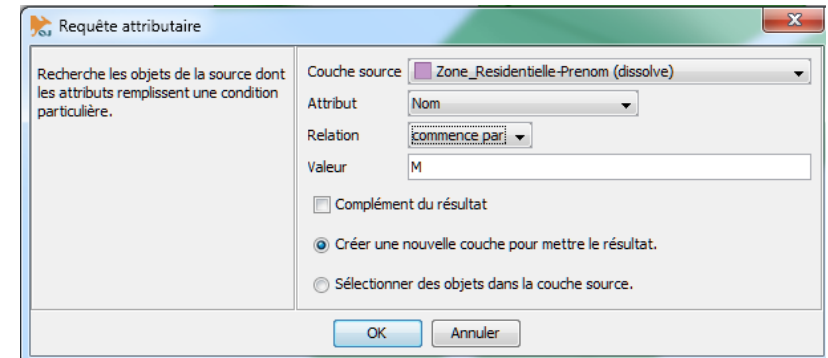 OJ
Requête attributaire
Recherche les objets de la source dont
les attributs remplissent une condition
particulière.
Couche source Zone_Residentielle-Prenom (dissolve)
Attribut Nom
Relation commence par
Valeur M
Complément du résultat
Créer une nouvelle couche pour mettre le résultat.
Sélectionner des objets dans la couche source.
OK Annuler